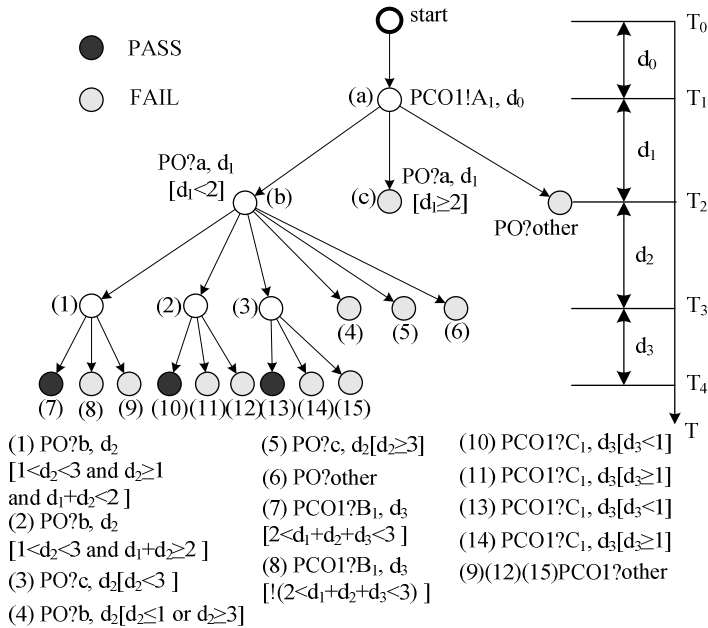 start
T0
PASS
d0
FAIL
(a)
PCO1!A1, d0
T1
d1
PO?a, d1
[d1<2]
(b)
PO?a, d1
[d1≥2]
(c)
PO?other
T2
d2
(1)
(2)
(3)
(4)
(5)
(6)
T3
d3
(7)
(8)
(9)
(10)
(11)
(12)
(13)
(14)
(15)
T4
T
(1) PO?b, d2
[1<d2<3 and d2≥1
and d1+d2<2 ]
(2) PO?b, d2
[1<d2<3 and d1+d2≥2 ]
(3) PO?c, d2[d2<3 ]
(4) PO?b, d2[d2≤1 or d2≥3]
(5) PO?c, d2[d2≥3]
(6) PO?other
(7) PCO1?B1, d3
[2<d1+d2+d3<3 ]
(8) PCO1?B1, d3
[!(2<d1+d2+d3<3) ]
(10) PCO1?C1, d3[d3<1]
(11) PCO1?C1, d3[d3≥1]
(13) PCO1?C1, d3[d3<1]
(14) PCO1?C1, d3[d3≥1]
(9)(12)(15)PCO1?other